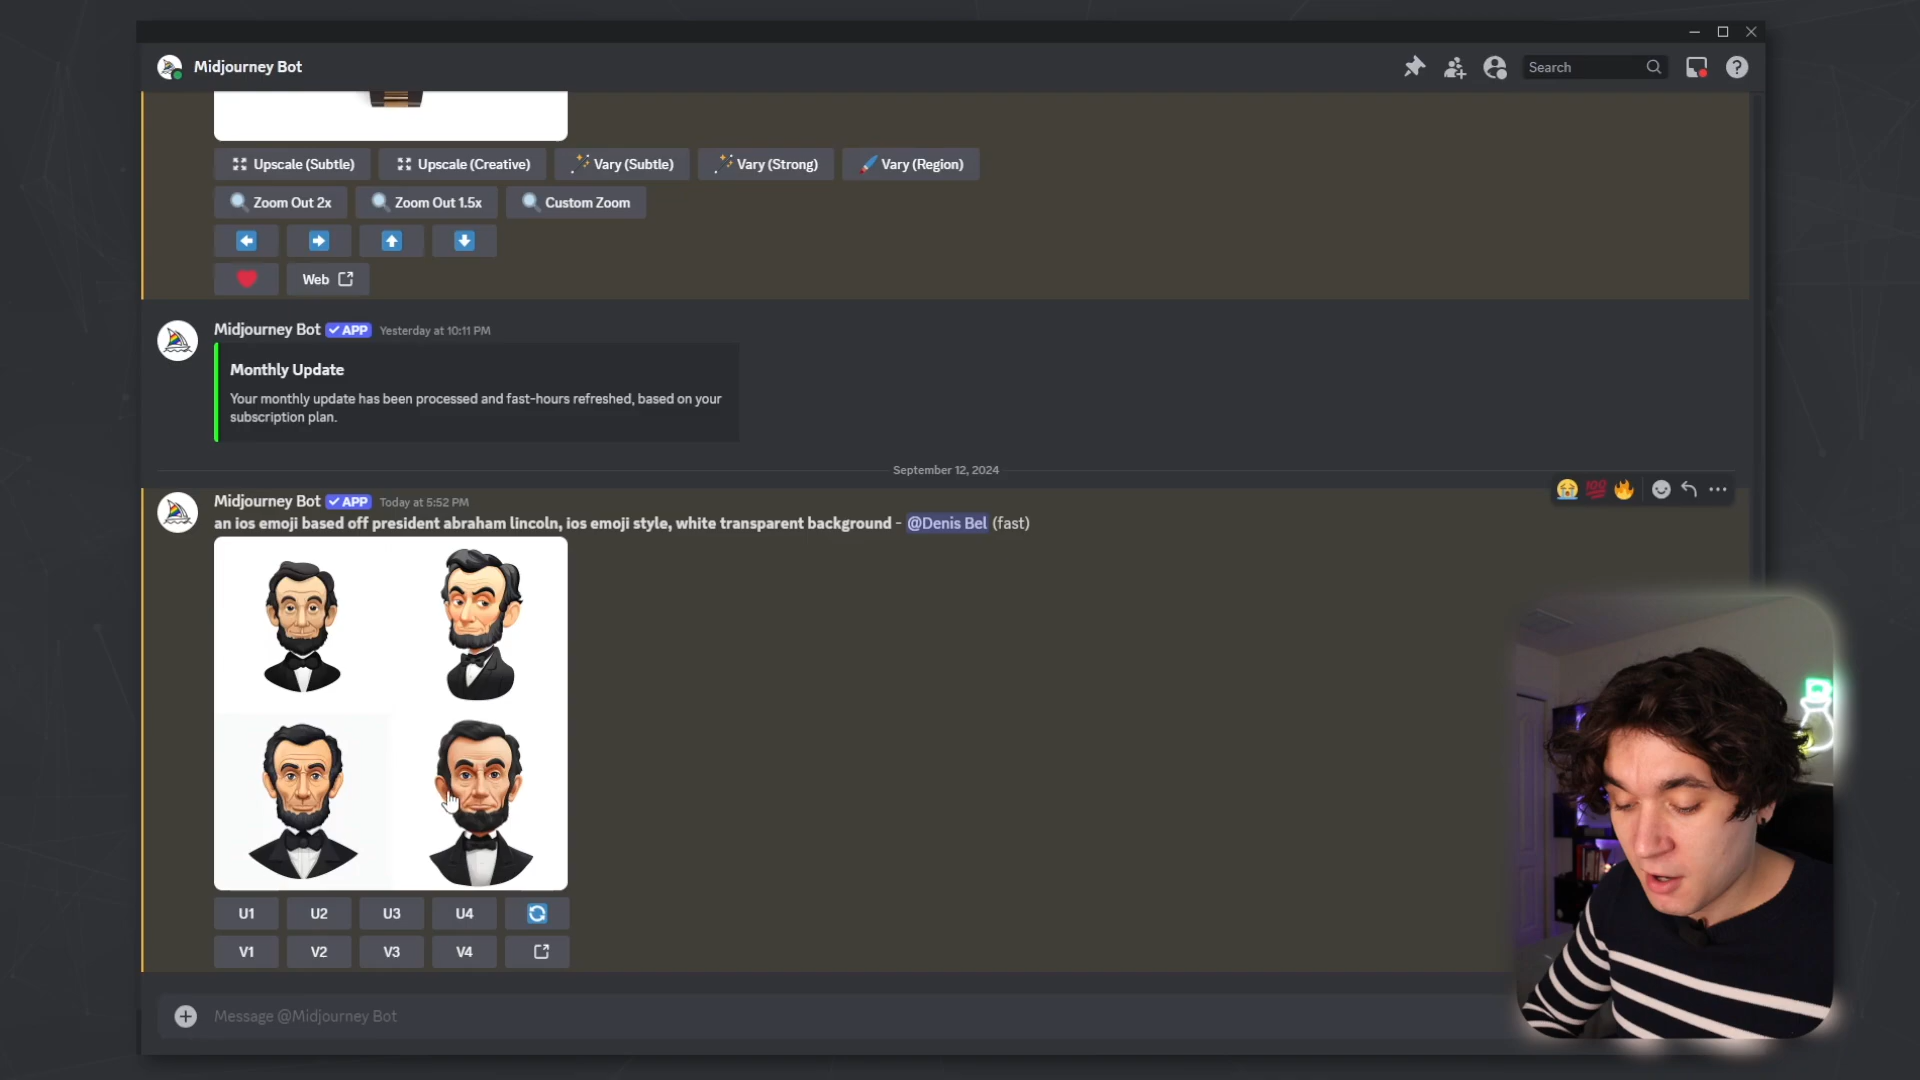 Midjourney Bot
Search
Upscale (Subtle) Upscale (Creative) Vary (Subtle) Vary (Strong) Vary (Region)
Zoom Out 2x Zoom Out 1.5x Custom Zoom
Web
Midjourney Bot APP Yesterday at 10:11 PM
Monthly Update
Your monthly update has been processed and fast-hours refreshed, based on your
subscription plan.
September 12, 2024
Midjourney Bot APP Today at 5:52 PM
an ios emoji based off president abraham lincoln, ios emoji style, white transparent background - @Denis Bel (fast)
U1 U2 U3 U4
V1 V2 V3 V4
Message @Midjourney Bot